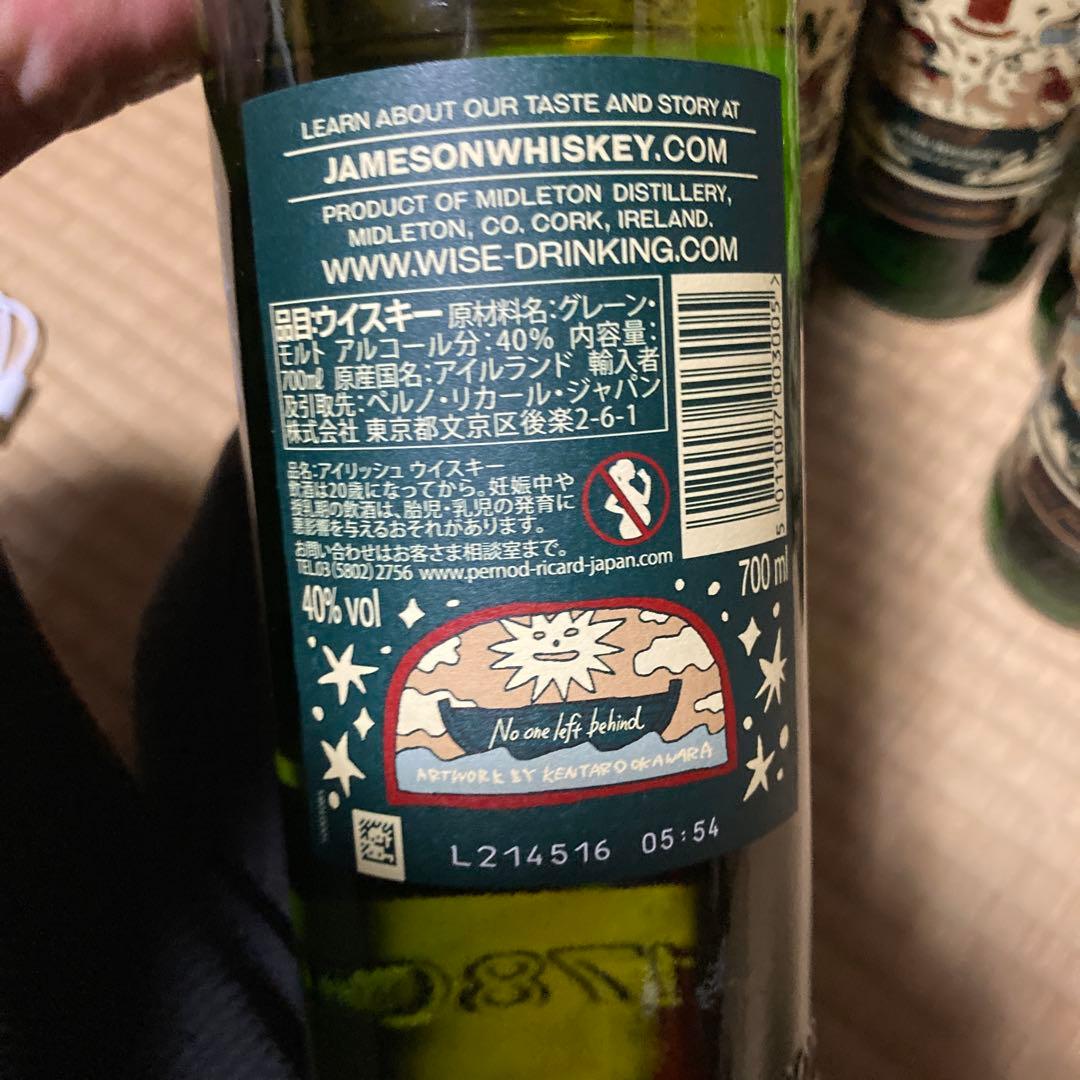 LEARN ABOUT OUR TASTE AND STORY AT
JAMESONWHISKEY.COM
PRODUCT OF MIDLETON DISTILLERY,
MIDLETON, CO. CORK, IRELAND.
WWW.WISE-DRINKING.COM
品目:ウイスキー 原材料名:グレーン・
モルト アルコール分:40% 内容量:
700㎖ 原産国名:アイルランド 輸入者
及引取先:ペルノ・リカール・ジャパン
株式会社 東京都文京区後楽2-6-1
品名:アイリッシュ ウイスキー
飲酒は20歳になってから。妊娠中や
授乳期の飲酒は、胎児・乳児の発育に
悪影響を与えるおそれがあります。
お問い合わせはお客さま相談室まで。
TEL.03(5802)2756 www.pernod-ricard-japan.com
5 011007 003005 >
40% vol
700 ml
No one left behind
ARTWORK BY KENTARO OKAWARA
L214516 05:54